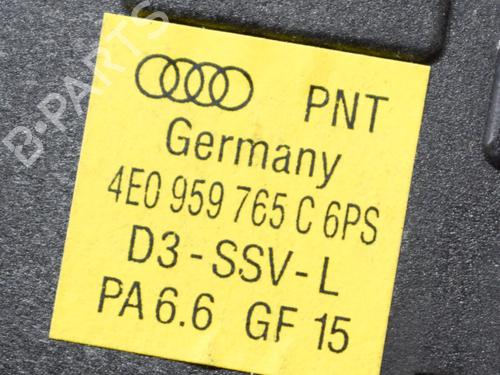 B-PARTS
PNT
Germany
4E0 959 765 C 6PS
D3-SSV-L
PA 6.6 GF 15